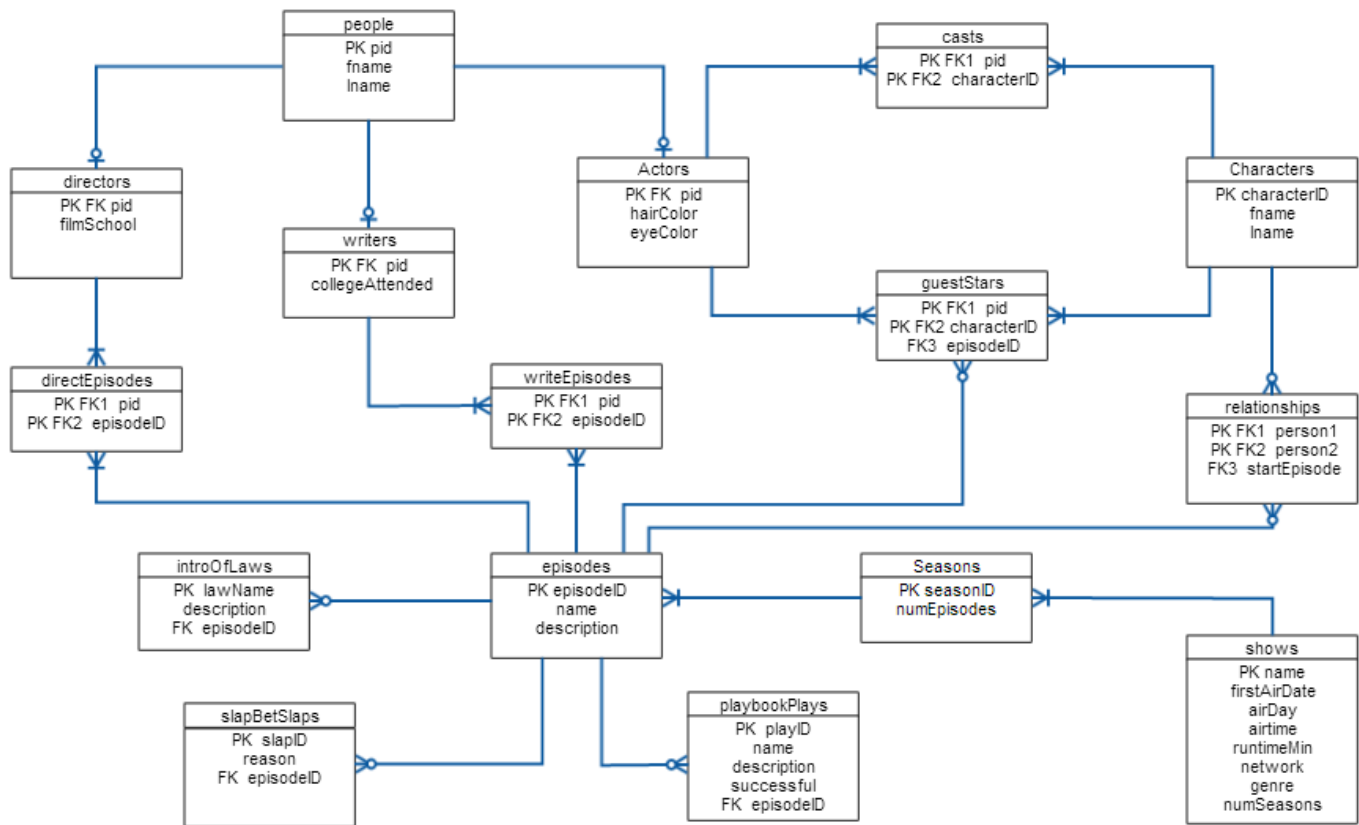 people
PK pid
fname
lname
casts
PK FK1 pid
PK FK2 characterID
directors
PK FK pid
filmSchool
writers
PK FK pid
collegeAttended
Actors
PK FK pid
hairColor
eyeColor
Characters
PK characterID
fname
lname
guestStars
PK FK1 pid
PK FK2 characterID
FK3 episodeID
directEpisodes
PK FK1 pid
PK FK2 episodeID
writeEpisodes
PK FK1 pid
PK FK2 episodeID
relationships
PK FK1 person1
PK FK2 person2
FK3 startEpisode
introOfLaws
PK lawName
description
FK episodeID
episodes
PK episodeID
name
description
Seasons
PK seasonID
numEpisodes
shows
PK name
firstAirDate
airDay
airtime
runtimeMin
network
genre
numSeasons
slapBetSlaps
PK slapID
reason
FK episodeID
playbookPlays
PK playID
name
description
successful
FK episodeID